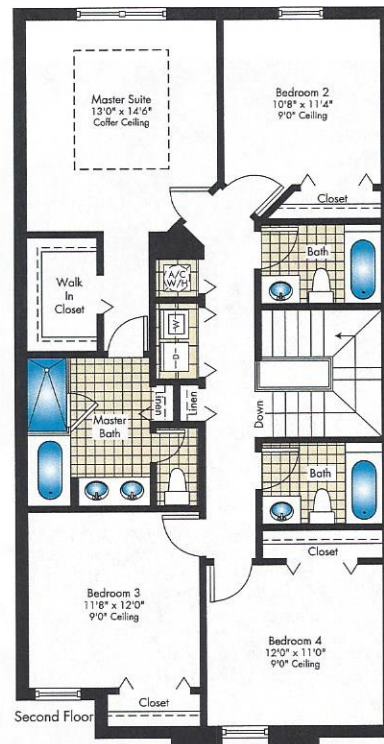 Master Suite
13'0" x 14'6"
Coffer Ceiling
Bedroom 2
10'8" x 11'4"
9'0" Ceiling
Closet
Walk
In
Closet
A/C
W/H
Bath
W
D
Linen
Linen
Down
Master
Bath
Bath
Closet
Bedroom 3
11'8" x 12'0"
9'0" Ceiling
Bedroom 4
12'0" x 11'0"
9'0" Ceiling
Closet
Second Floor